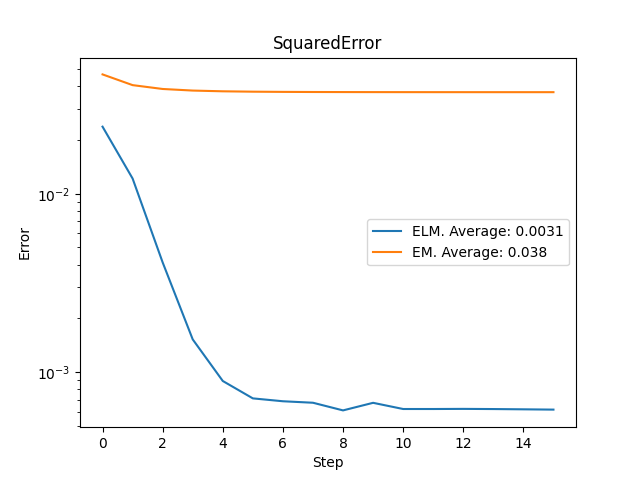 SquaredError
Error
10⁻²
10⁻³
ELM. Average: 0.0031
EM. Average: 0.038
0 2 4 6 8 10 12 14
Step